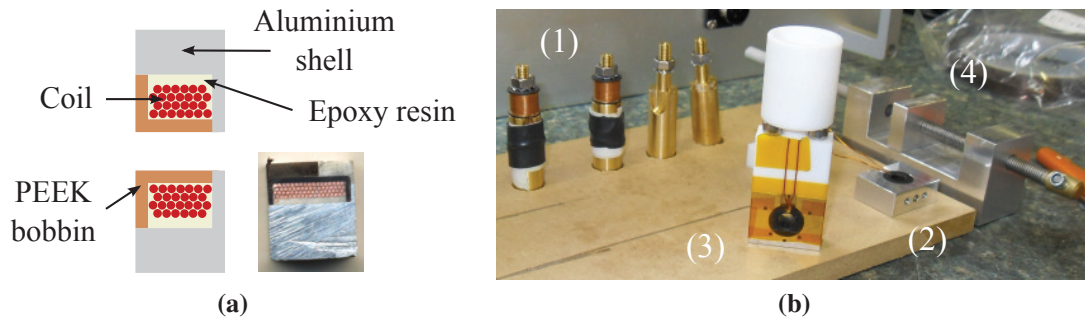 Aluminium
shell
Coil
Epoxy resin
PEEK
bobbin
(a)
(1)
(4)
(3)
(2)
(b)